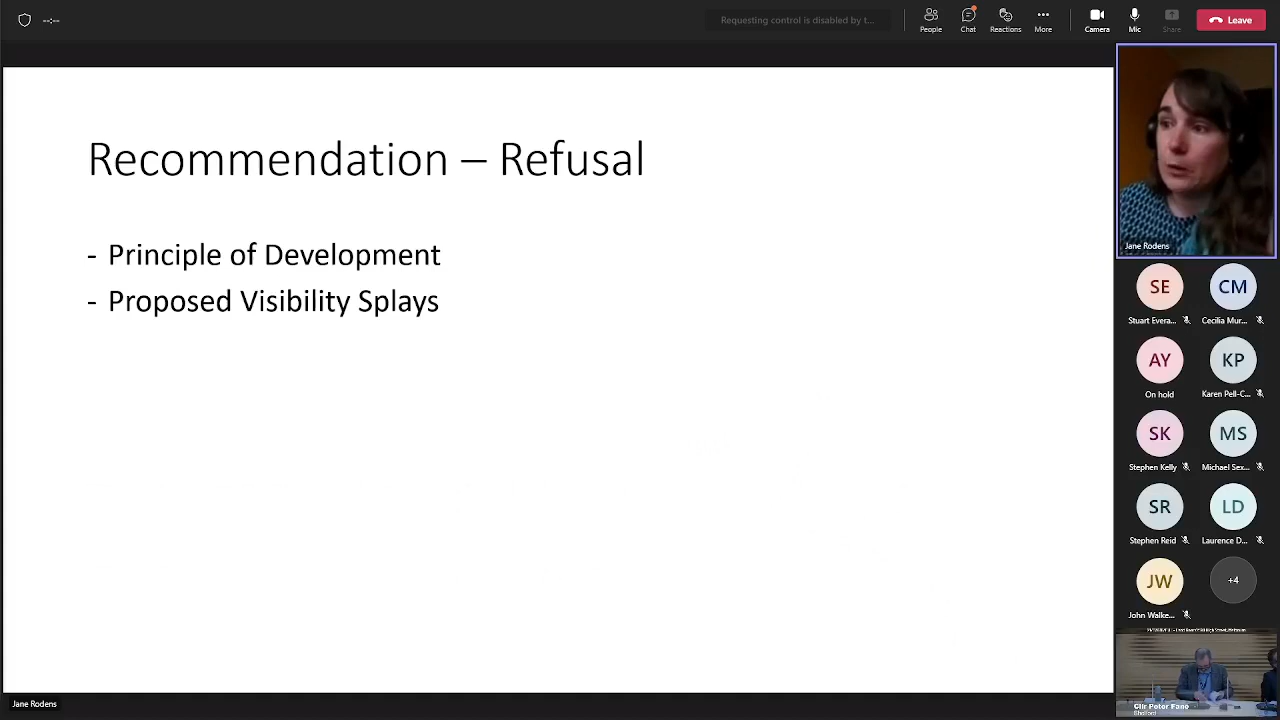 --:--
Requesting control is disabled by t...
People
Chat
Reactions
More
Camera
Mic
Share
Leave
Recommendation – Refusal
- Principle of Development
- Proposed Visibility Splays
Jane Rodens
SE
CM
Stuart Evera...
Cecilia Mur...
AY
KP
On hold
Karen Pell-C...
SK
MS
Stephen Kelly
Michael Sex...
SR
LD
Stephen Reid
Laurence D...
JW
+4
John Walke...
Cllr Peter Fane
Shelford
Jane Rodens